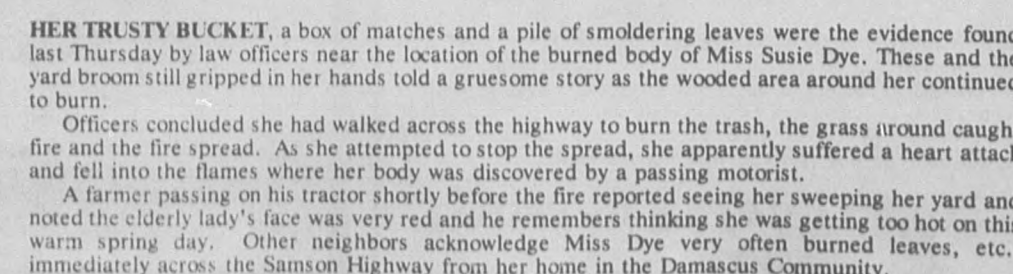 HER TRUSTY BUCKET, a box of matches and a pile of smoldering leaves were the evidence found
last Thursday by law officers near the location of the burned body of Miss Susie Dye. These and the
yard broom still gripped in her hands told a gruesome story as the wooded area around her continued
to burn.
Officers concluded she had walked across the highway to burn the trash, the grass around caugh
fire and the fire spread. As she attempted to stop the spread, she apparently suffered a heart attack
and fell into the flames where her body was discovered by a passing motorist.
A farmer passing on his tractor shortly before the fire reported seeing her sweeping her yard and
noted the elderly lady's face was very red and he remembers thinking she was getting too hot on this
warm spring day. Other neighbors acknowledge Miss Dye very often burned leaves, etc.
immediately across the Samson Highway from her home in the Damascus Community.